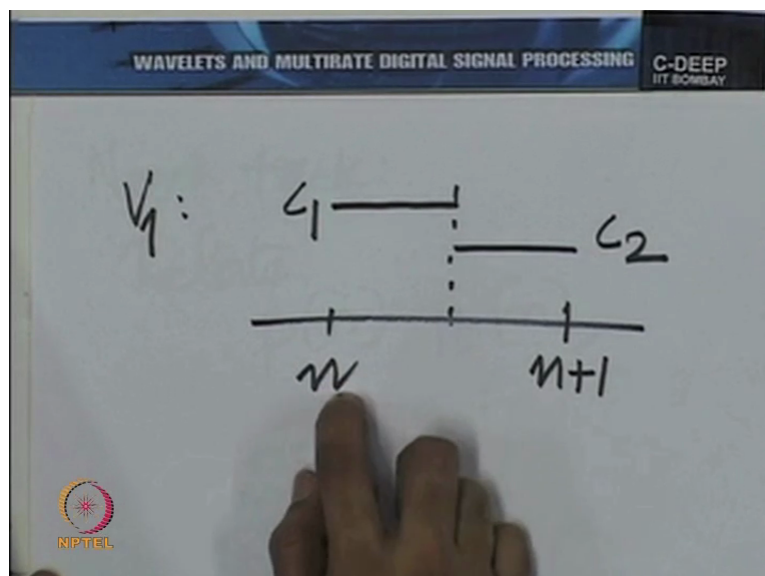 WAVELETS AND MULTIRATE DIGITAL SIGNAL PROCESSING
C-DEEP
IIT BOMBAY
V1 : C1 C2
n n+1
NPTEL